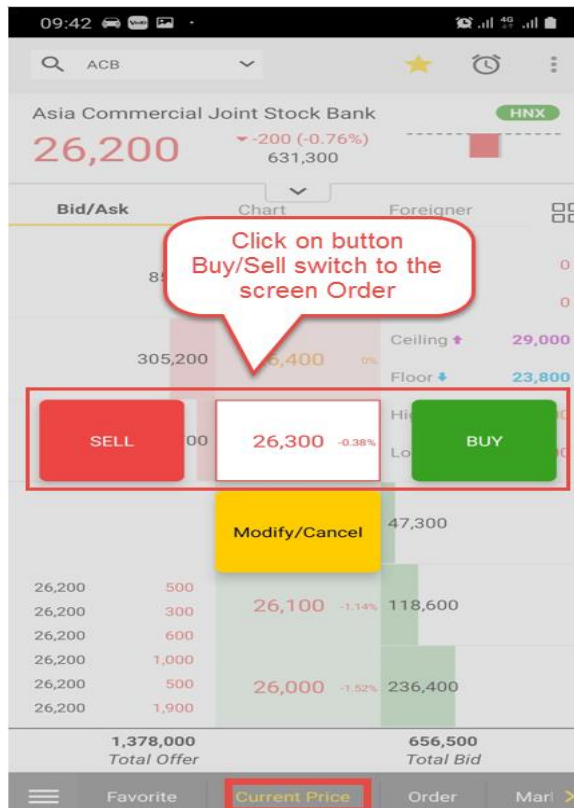 09:42
4G
ACB
Asia Commercial Joint Stock Bank
HNX
26,200
-200 (-0.76%)
631,300
Bid/Ask
Chart
Foreigner
Click on button
Buy/Sell switch to the
screen Order
0
0
305,200
0%
Ceiling
29,000
Floor
23,800
SELL
00
26,300
-0.38%
BUY
Modify/Cancel
47,300
26,200 500
26,200 300
26,200 600
26,200 1,000
26,200 500
26,200 1,900
26,100 -1.14% 118,600
26,000 -1.52% 236,400
1,378,000
Total Offer
656,500
Total Bid
Favorite
Current Price
Order